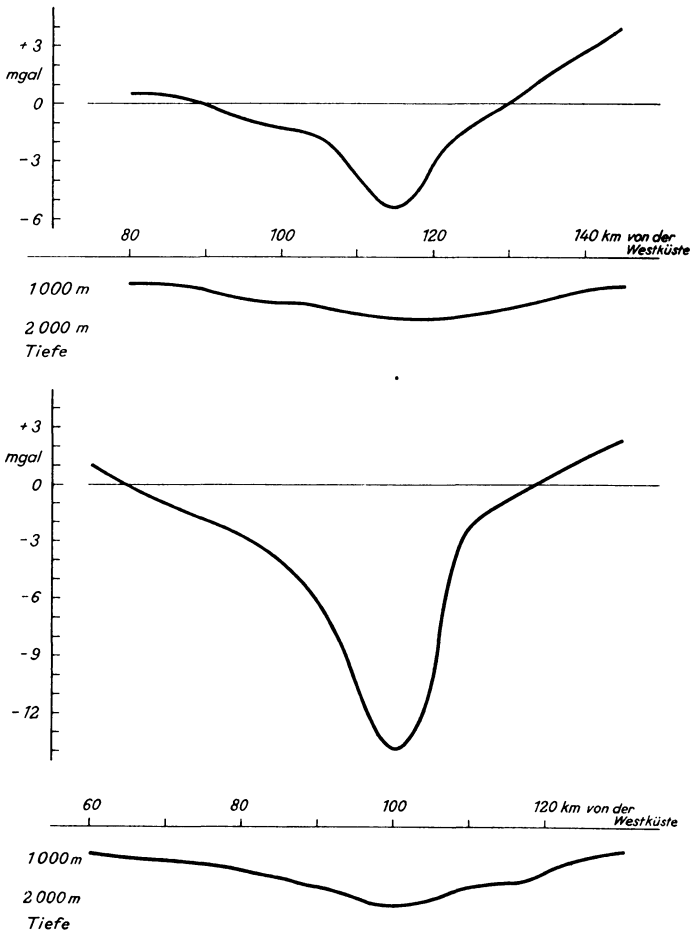 +3
mgal
0
-3
-6
80 100 120 140 km von der
Westküste
1000 m
2000 m
Tiefe
+3
mgal
0
-3
-6
-9
-12
60 80 100 120 km von der
Westküste
1000 m
2000 m
Tiefe